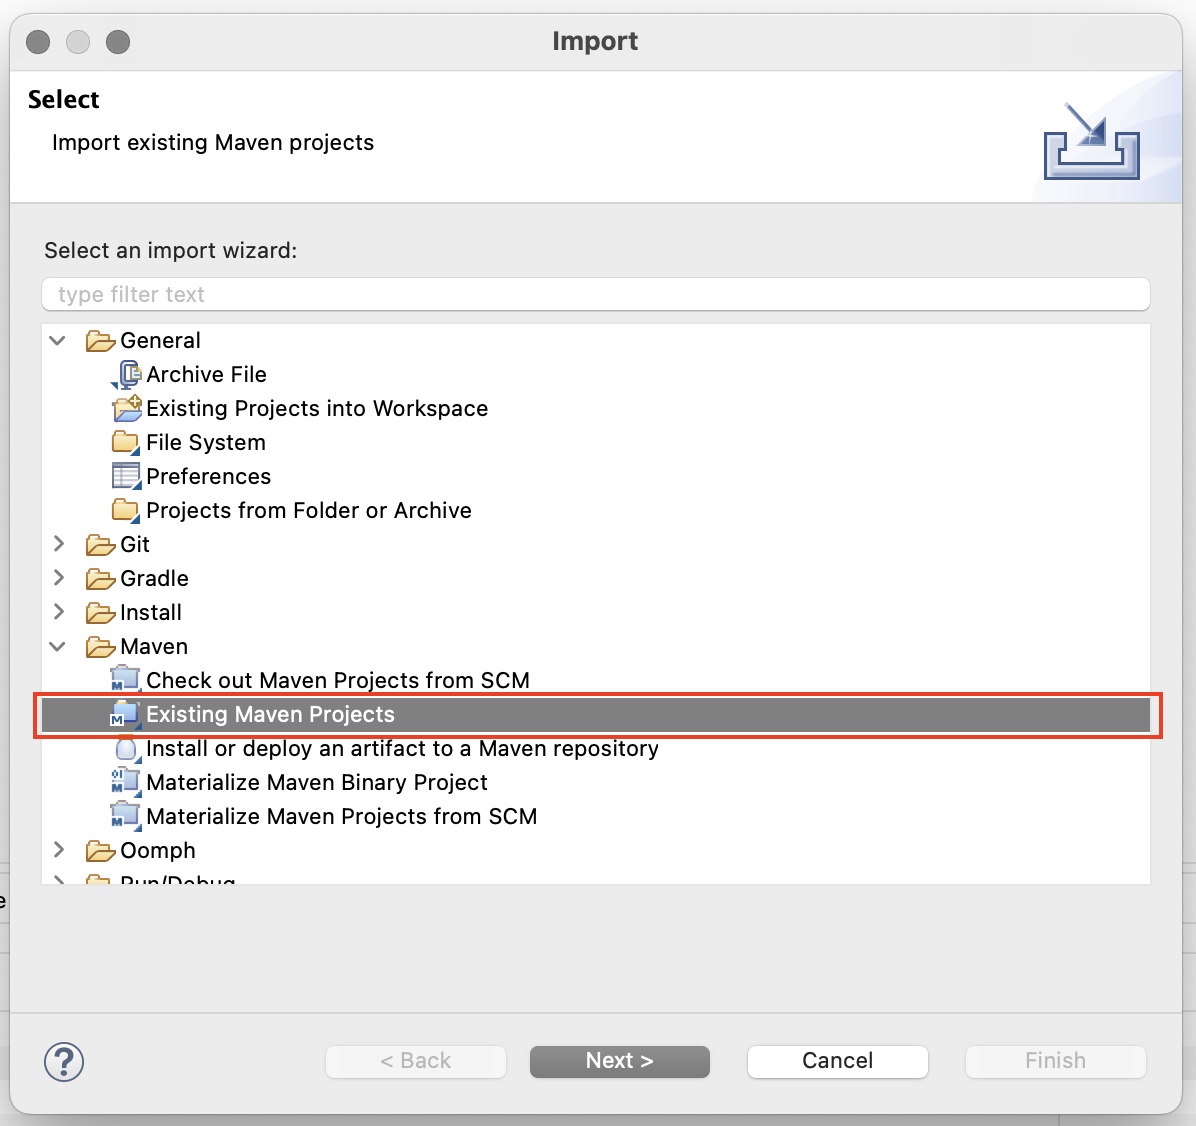 Import
Select
Import existing Maven projects
Select an import wizard:
type filter text
General
Archive File
Existing Projects into Workspace
File System
Preferences
Projects from Folder or Archive
Git
Gradle
Install
Maven
Check out Maven Projects from SCM
Existing Maven Projects
Install or deploy an artifact to a Maven repository
Materialize Maven Binary Project
Materialize Maven Projects from SCM
Oomph
Run/Debug
e
?
< Back
Next >
Cancel
Finish